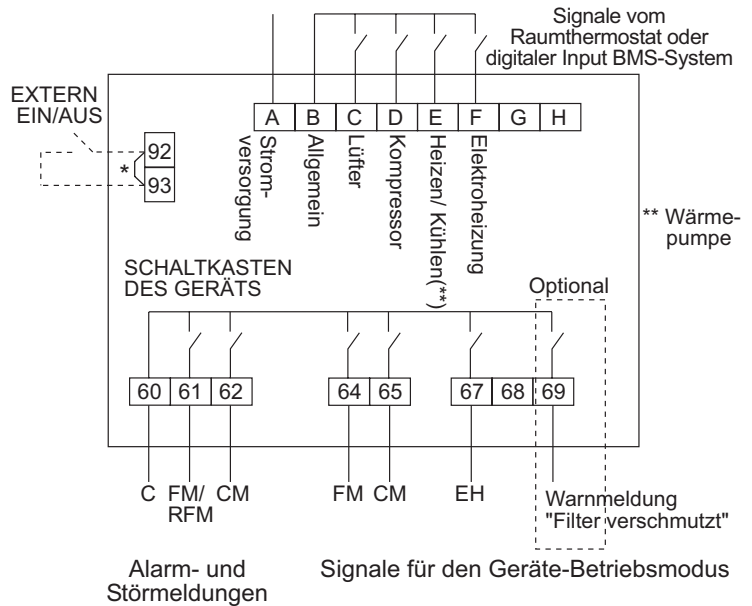 Signale vom
Raumthermostat oder
digitaler Input BMS-System
EXTERN
EIN/AUS
92
*
93
A B C D E F G H
Strom-
versorgung
Allgemein
Lüfter
Kompressor
Heizen/ Kühlen(**)
Elektroheizung
** Wärme-
pumpe
SCHALTKASTEN
DES GERÄTS
Optional
60 61 62 64 65 67 68 69
C FM/ CM FM CM EH
RFM
Warnmeldung
"Filter verschmutzt"
Alarm- und
Störmeldungen
Signale für den Geräte-Betriebsmodus